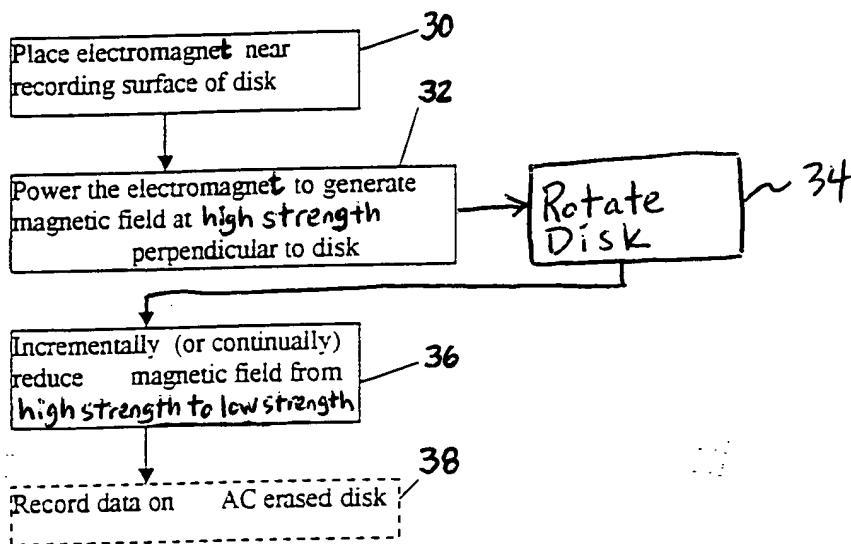 Place electromagnet near
recording surface of disk
30
Power the electromagnet to generate
magnetic field at high strength
perpendicular to disk
32
Rotate
Disk
34
Incrementally (or continually)
reduce magnetic field from
high strength to low strength
36
Record data on AC erased disk
38